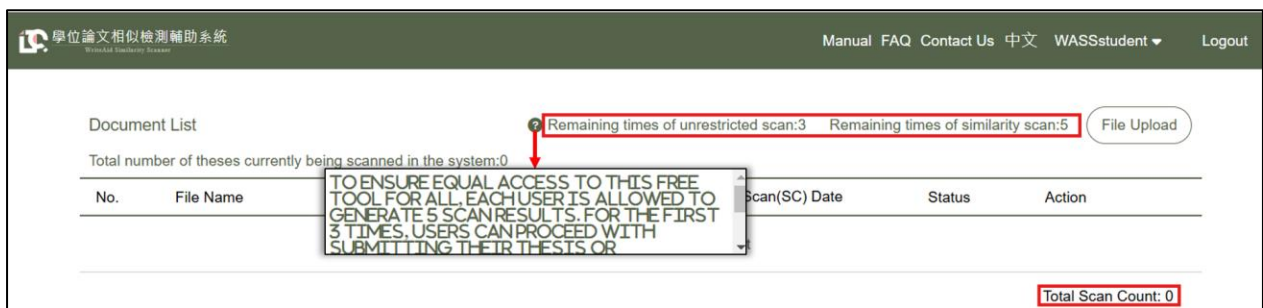 學位論文相似檢測輔助系統
WriteAid Similarity Scanner
Manual FAQ Contact Us 中文 WASSstudent Logout
Document List
? Remaining times of unrestricted scan:3 Remaining times of similarity scan:5 File Upload
Total number of theses currently being scanned in the system:0
No. File Name Scan(SC) Date Status Action
TO ENSURE EQUAL ACCESS TO THIS FREE
TOOL FOR ALL, EACH USER IS ALLOWED TO
GENERATE 5 SCAN RESULTS. FOR THE FIRST
3 TIMES, USERS CAN PROCEED WITH
SUBMITTING THEIR THESIS OR
Total Scan Count: 0